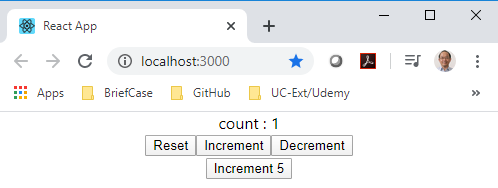 React App
localhost:3000
Apps BriefCase GitHub UC-Ext/Udemy
count : 1
Reset Increment Decrement
Increment 5